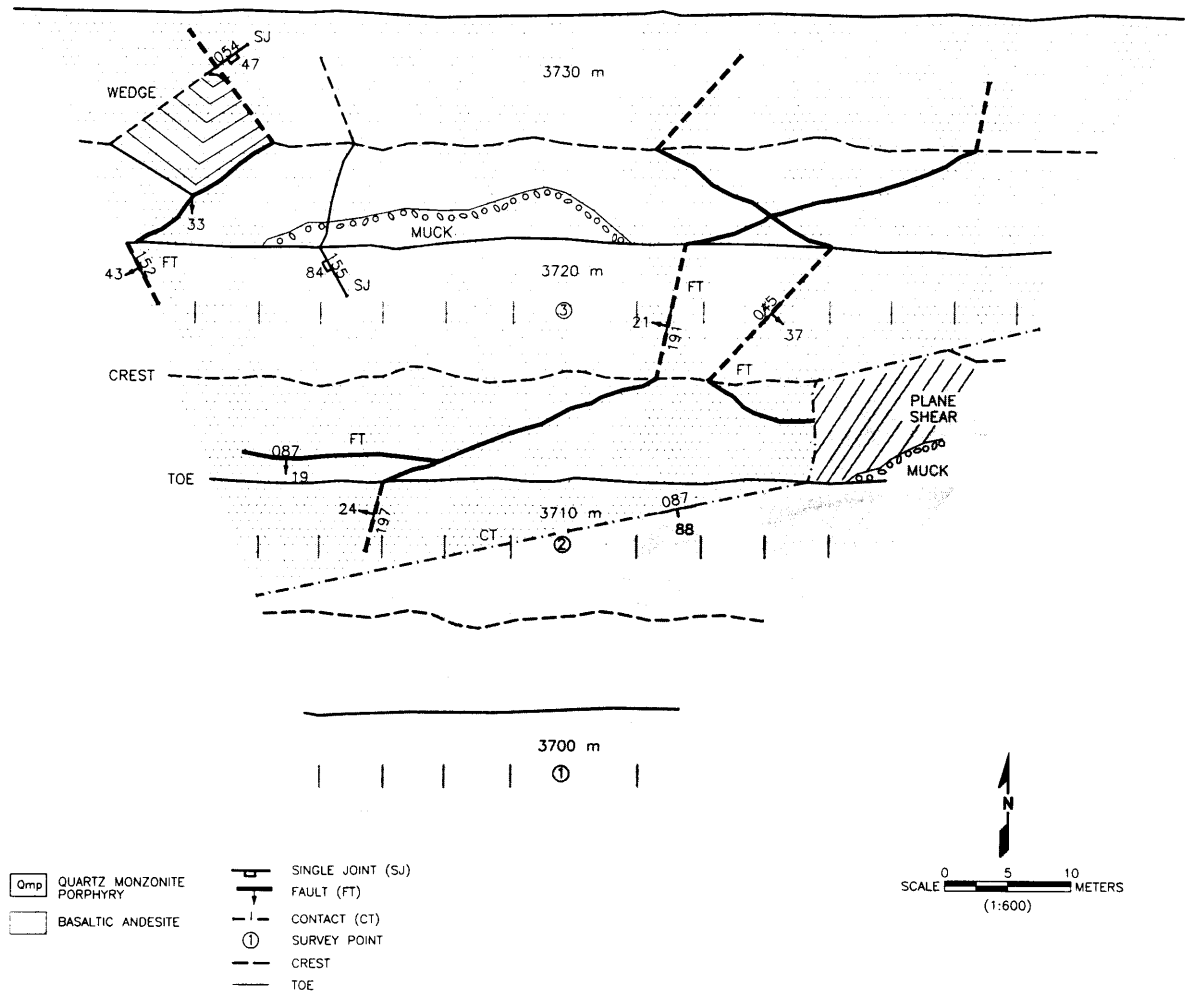 054
SJ
47
3730 m
WEDGE
33
MUCK
43
152
FT
84
155
SJ
3720 m
FT
045
3
21
191
37
CREST
FT
PLANE
SHEAR
FT
087
MUCK
TOE
19
087
24
197
3710 m
88
CT
2
3700 m
1
N
Qmp QUARTZ MONZONITE
PORPHYRY
BASALTIC ANDESITE
SINGLE JOINT (SJ)
FAULT (FT)
CONTACT (CT)
1 SURVEY POINT
CREST
TOE
0 5 10
SCALE METERS
(1:600)